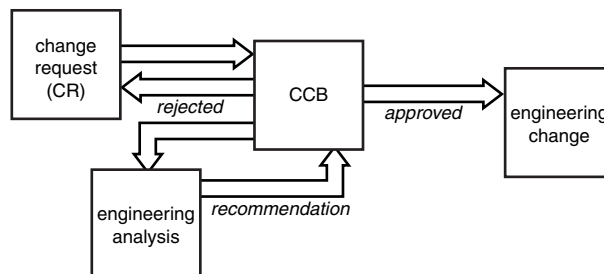 change
request
(CR)
rejected
CCB
approved
engineering
change
engineering
analysis
recommendation